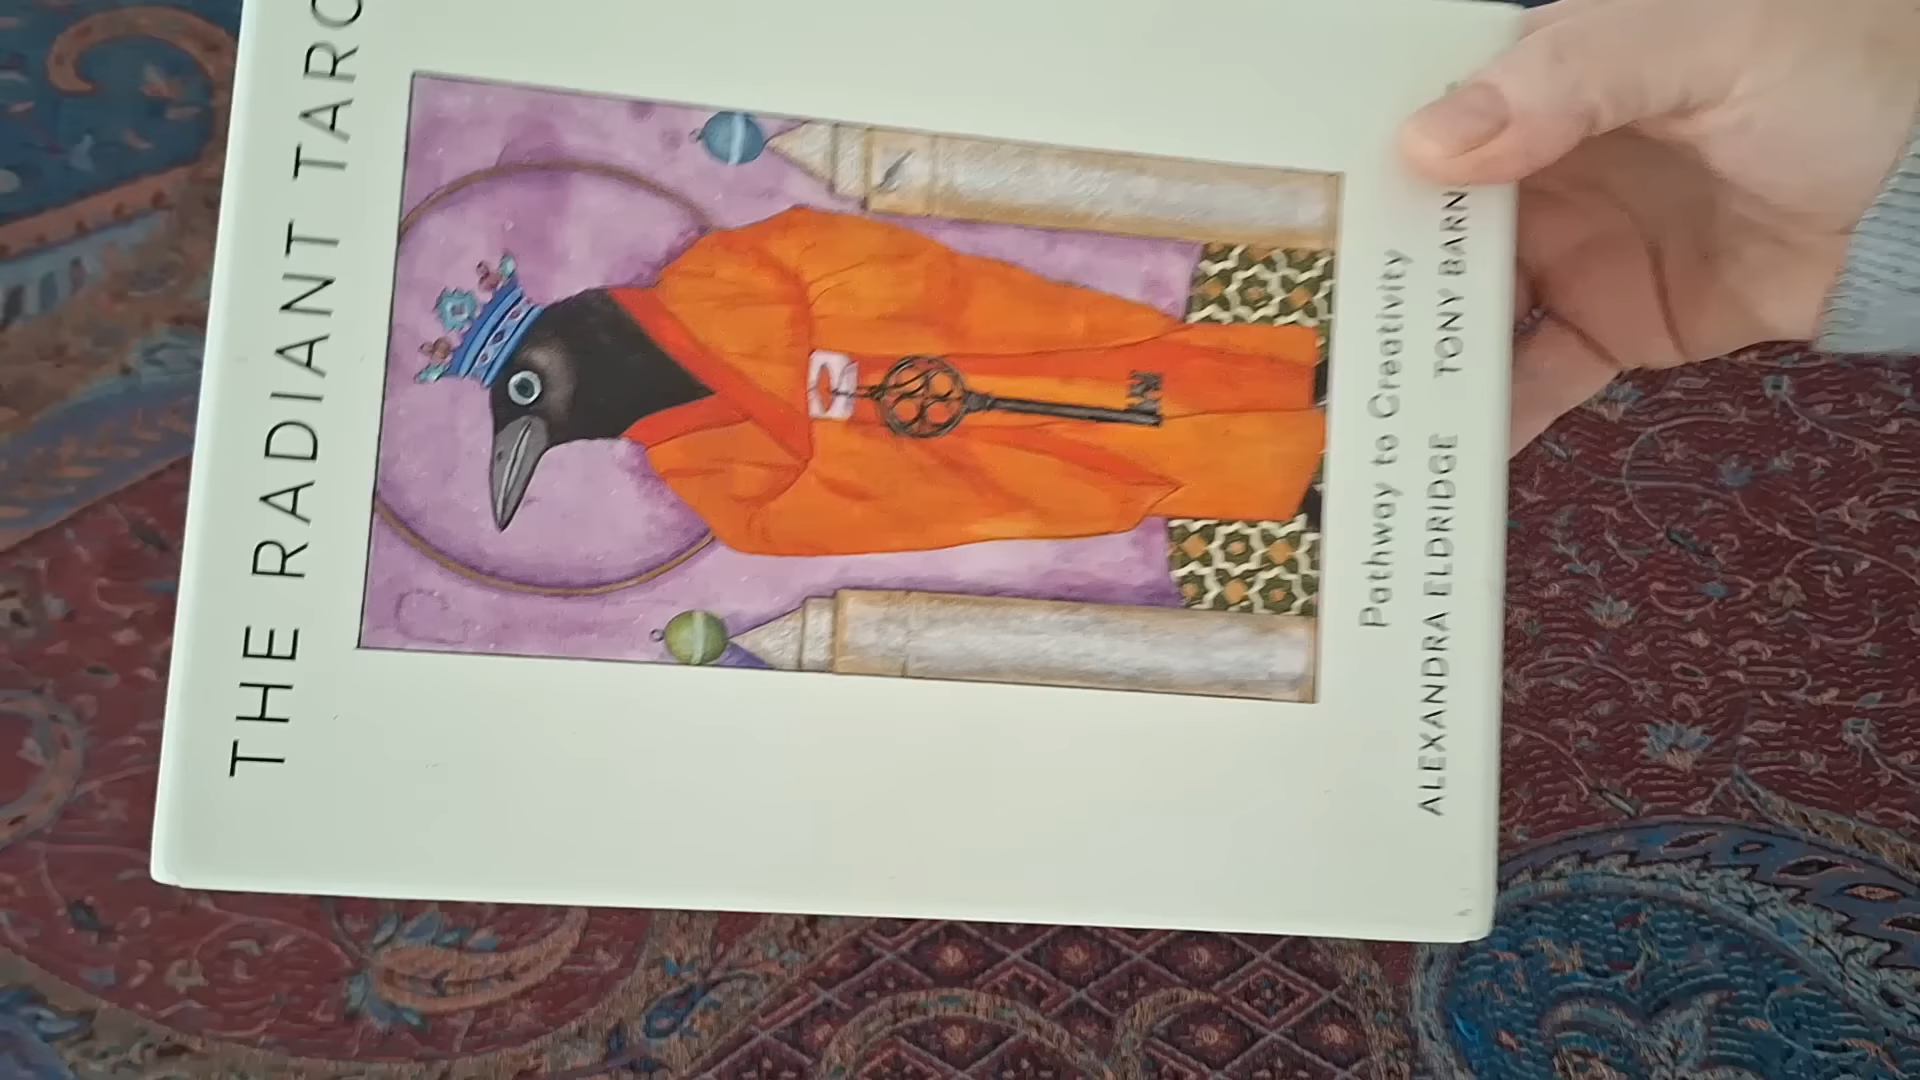 THE RADIANT TARO
Pathway to Creativity
ALEXANDRA ELDRIDGE TONY BARN